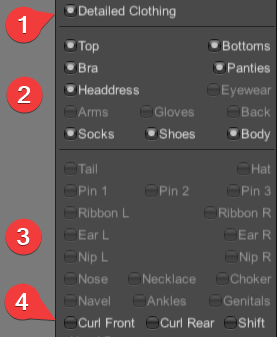 1 Detailed Clothing
Top Bottoms
Bra Panties
2 Headdress Eyewear
Arms Gloves Back
Socks Shoes Body
Tail Hat
Pin 1 Pin 2 Pin 3
Ribbon L Ribbon R
3 Ear L Ear R
Nip L Nip R
Nose Necklace Choker
Navel Ankles Genitals
4 Curl Front Curl Rear Shift